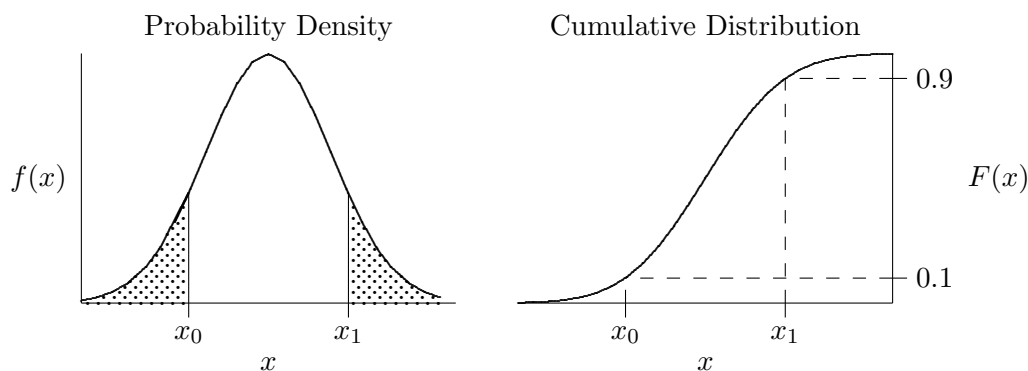 Probability Density
f(x)
x₀
x₁
x
Cumulative Distribution
0.9
F(x)
0.1
x₀
x₁
x